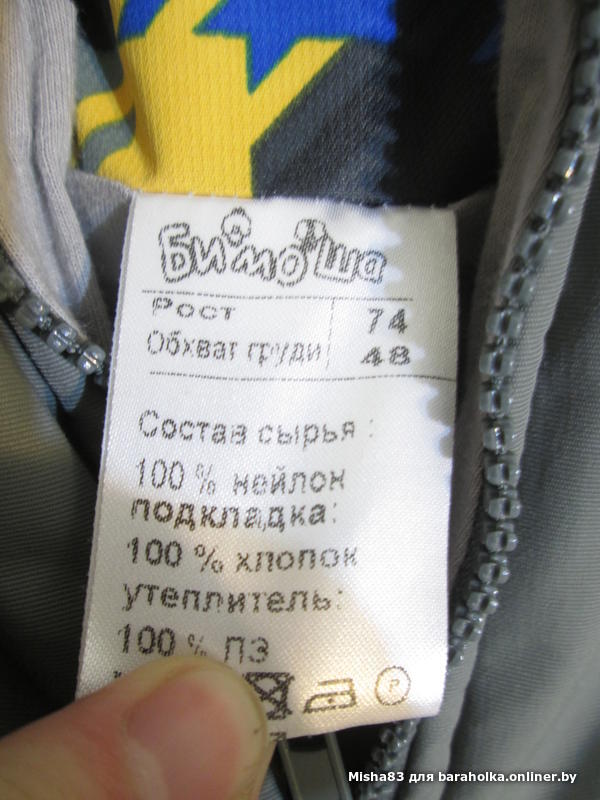 Бимоша
Рост 74
Обхват груди 48
Состав сырья :
100 % нейлон
подкладка:
100 % хлопок
утеплитель:
100 % ПЭ
P
Misha83 для baraholka.onliner.by